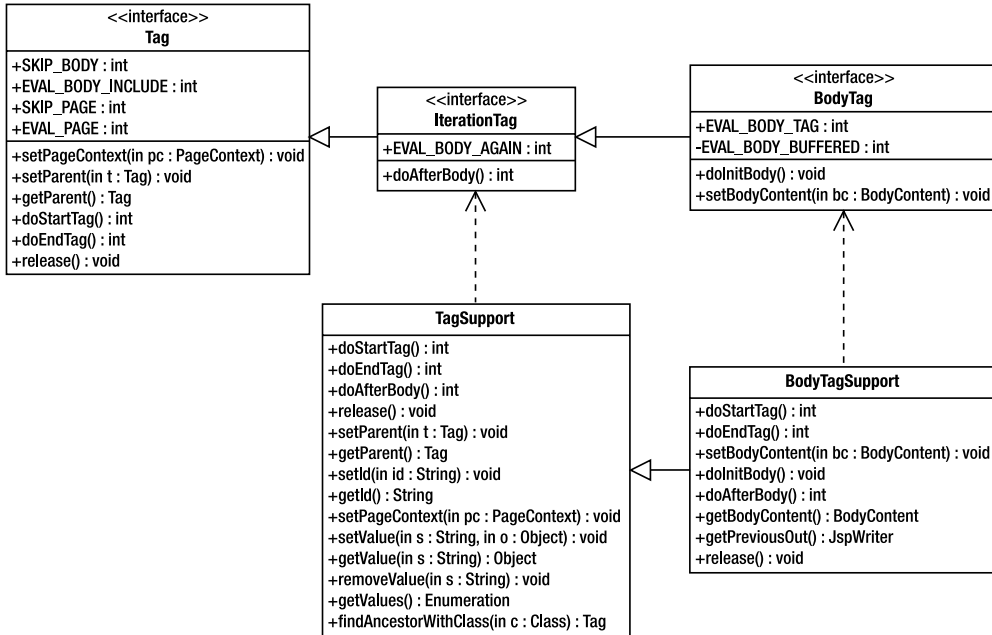 <<interface>>
Tag
+SKIP_BODY : int
+EVAL_BODY_INCLUDE : int
+SKIP_PAGE : int
+EVAL_PAGE : int
+setPageContext(in pc : PageContext) : void
+setParent(in t : Tag) : void
+getParent() : Tag
+doStartTag() : int
+doEndTag() : int
+release() : void
<<interface>>
IterationTag
+EVAL_BODY_AGAIN : int
+doAfterBody() : int
<<interface>>
BodyTag
+EVAL_BODY_TAG : int
-EVAL_BODY_BUFFERED : int
+doInitBody() : void
+setBodyContent(in bc : BodyContent) : void
TagSupport
+doStartTag() : int
+doEndTag() : int
+doAfterBody() : int
+release() : void
+setParent(in t : Tag) : void
+getParent() : Tag
+setId(in id : String) : void
+getId() : String
+setPageContext(in pc : PageContext) : void
+setValue(in s : String, in o : Object) : void
+getValue(in s : String) : Object
+removeValue(in s : String) : void
+getValues() : Enumeration
+findAncestorWithClass(in c : Class) : Tag
BodyTagSupport
+doStartTag() : int
+doEndTag() : int
+setBodyContent(in bc : BodyContent) : void
+doInitBody() : void
+doAfterBody() : int
+getBodyContent() : BodyContent
+getPreviousOut() : JspWriter
+release() : void